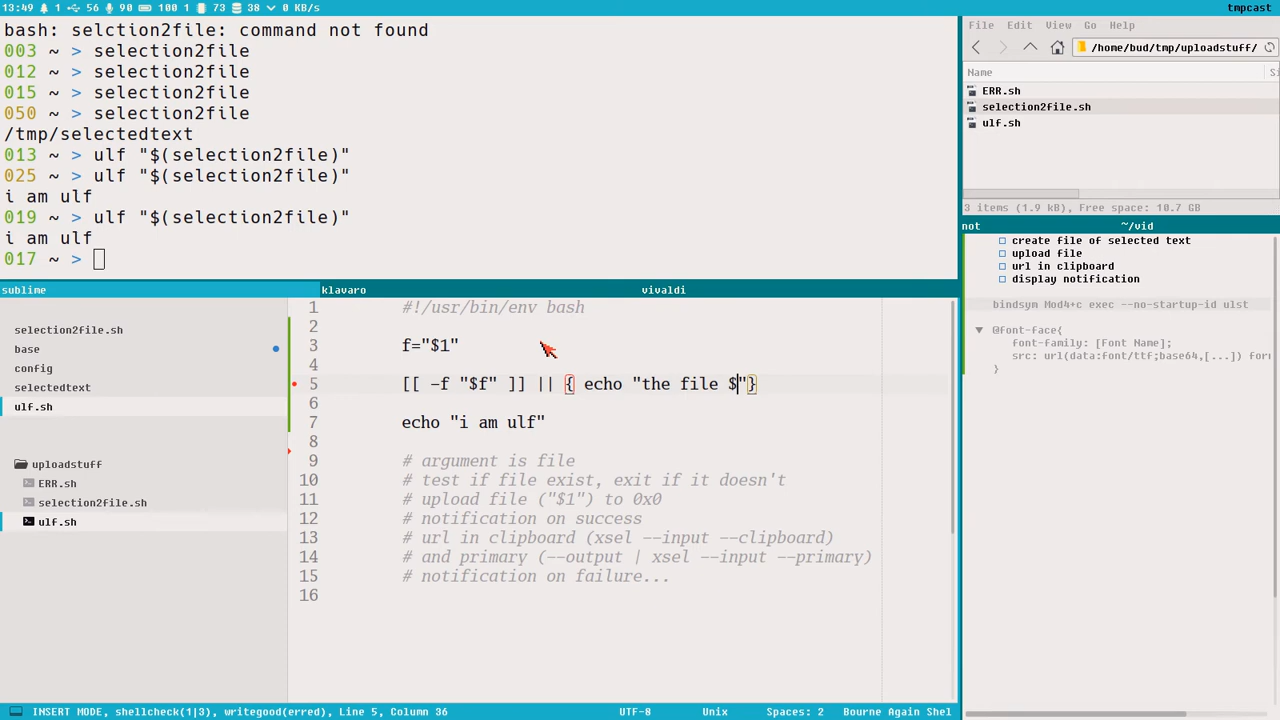 13:49 1 56 90 100 1 73 38 0 KB/s
tmpcast
bash: selction2file: command not found
003 ~ > selection2file
012 ~ > selection2file
015 ~ > selection2file
050 ~ > selection2file
/tmp/selectedtext
013 ~ > ulf "$(selection2file)"
025 ~ > ulf "$(selection2file)"
i am ulf
019 ~ > ulf "$(selection2file)"
i am ulf
017 ~ >
File Edit View Go Help
/home/bud/tmp/uploadstuff/
Name Si
ERR.sh
selection2file.sh
ulf.sh
3 items (1.9 kB), Free space: 10.7 GB
not ~/vid
create file of selected text
upload file
url in clipboard
display notification
bindsym Mod4+c exec --no-startup-id ulst
@font-face{
font-family: [Font Name];
src: url(data:font/ttf;base64,[...]) for
}
sublime klavaro vivaldi
selection2file.sh
base
config
selectedtext
ulf.sh
uploadstuff
ERR.sh
selection2file.sh
ulf.sh
1 #!/usr/bin/env bash
2
3 f="$1"
4
5 [[ -f "$f" ]] || { echo "the file $"}
6
7 echo "i am ulf"
8
9 # argument is file
10 # test if file exist, exit if it doesn't
11 # upload file ("$1") to 0x0
12 # notification on success
13 # url in clipboard (xsel --input --clipboard)
14 # and primary (--output | xsel --input --primary)
15 # notification on failure...
16
INSERT MODE, shellcheck(1|3), writegood(erred), Line 5, Column 36 UTF-8 Unix Spaces: 2 Bourne Again Shel